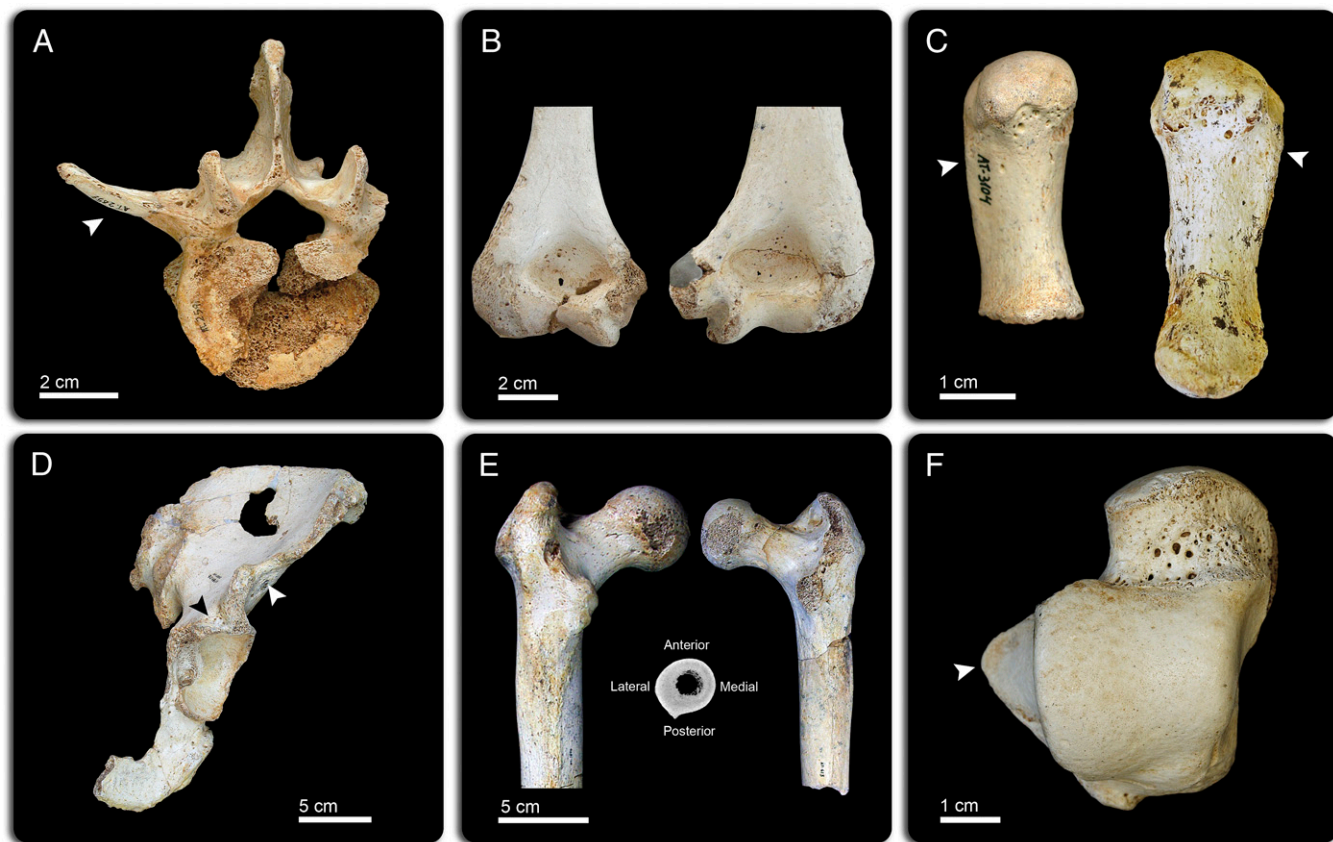 A
2 cm
B
2 cm
C
AT-3104
1 cm
D
5 cm
E
Anterior
Lateral
Medial
Posterior
5 cm
F
1 cm